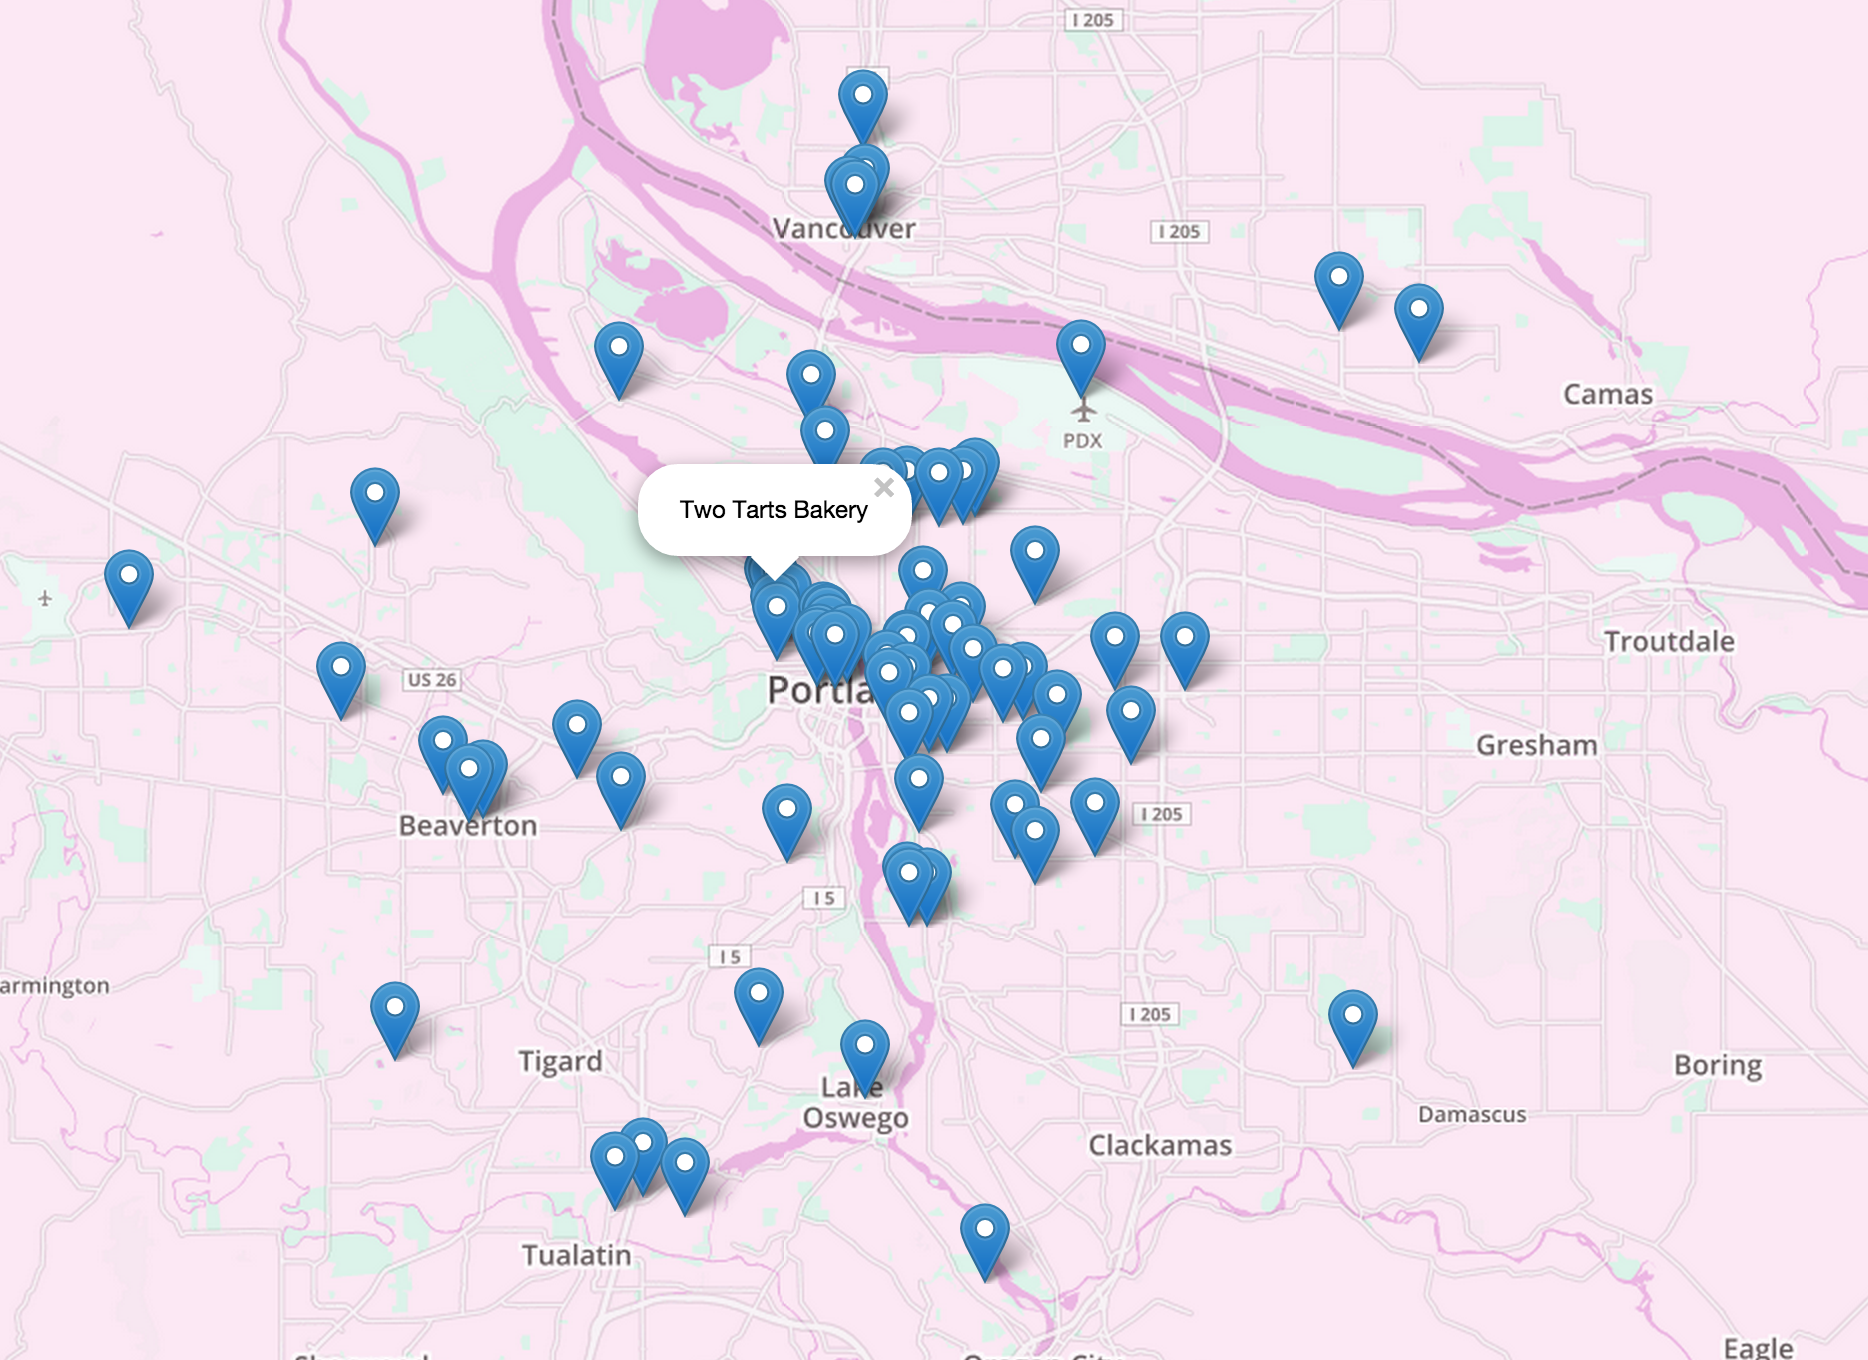 I 205
Vancouver
I 205
Camas
PDX
×
Two Tarts Bakery
Troutdale
US 26
Gresham
I 205
Beaverton
I 5
I 5
armington
I 205
Tigard
Boring
Lake
Oswego
Damascus
Clackamas
Tualatin
Eagle